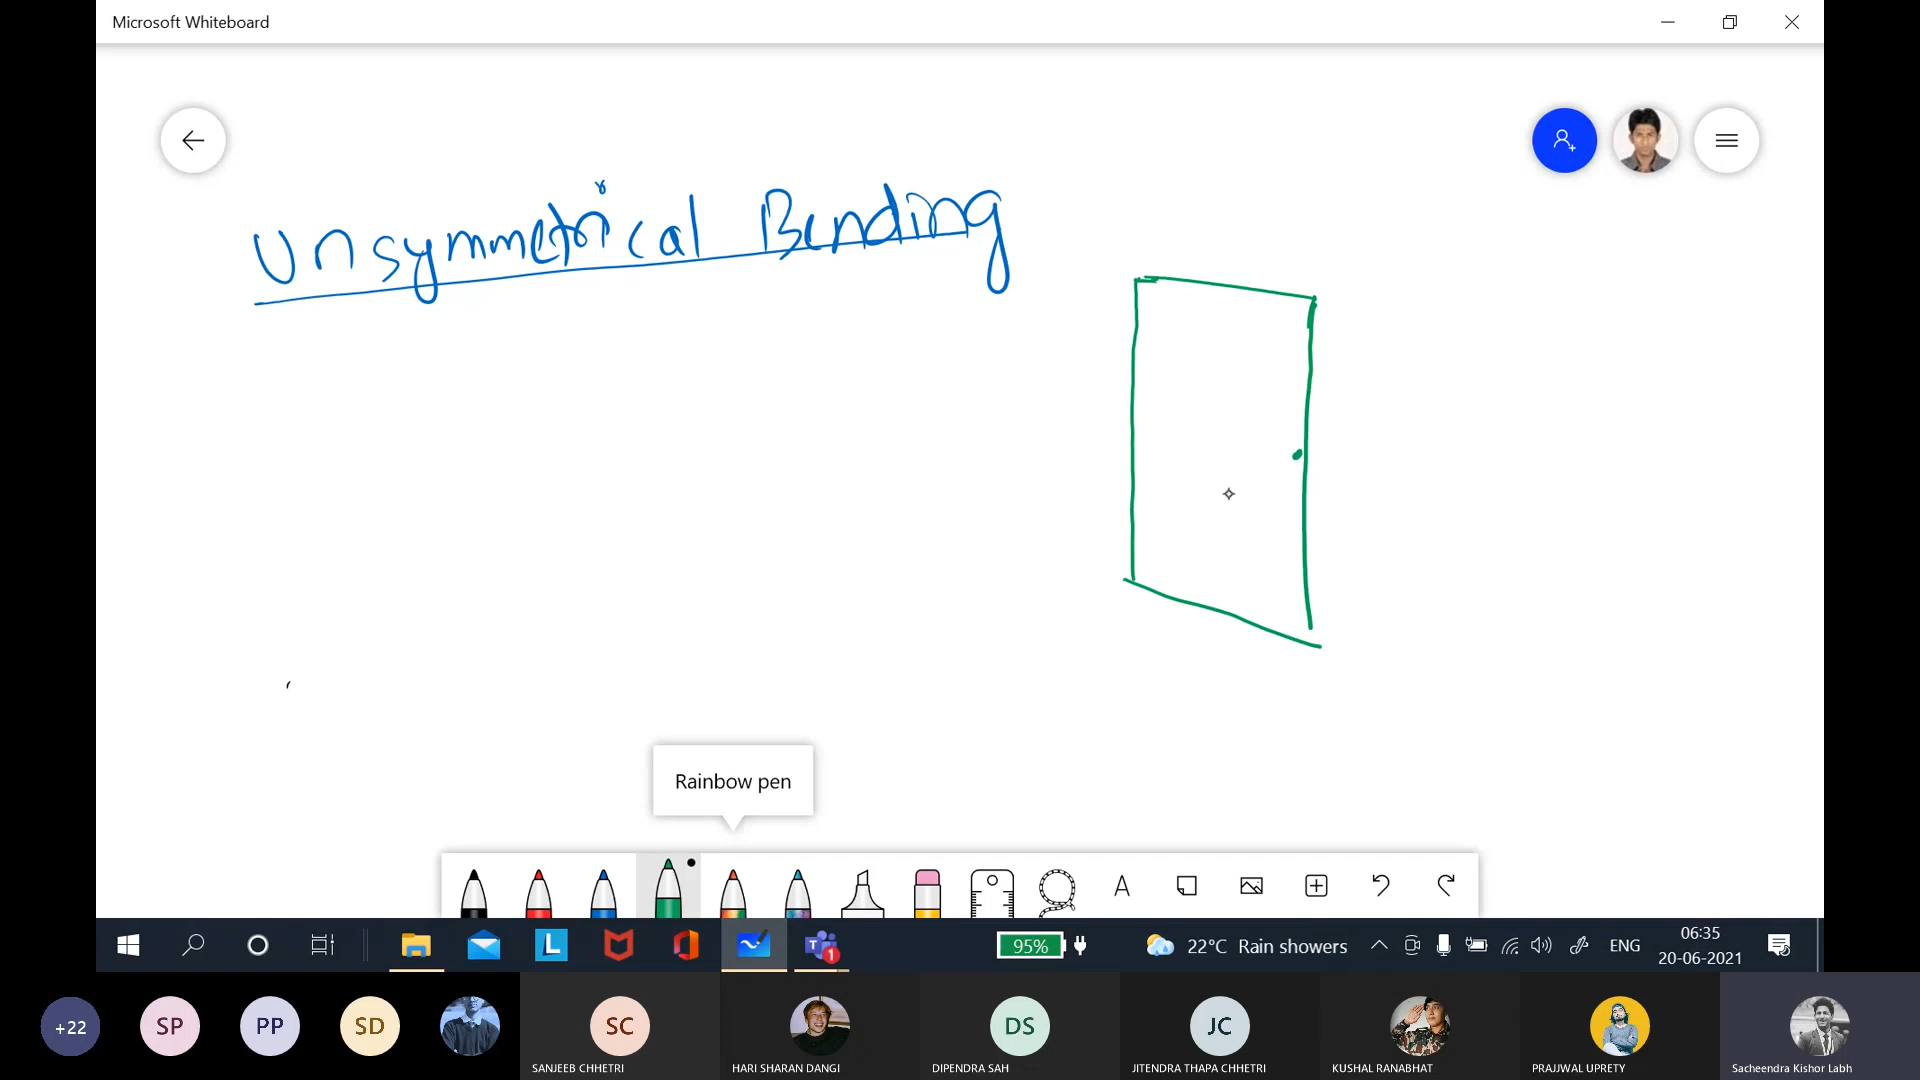 Microsoft Whiteboard
Unsymmetrical Bending
Rainbow pen
95%
22°C Rain showers
ENG
06:35
20-06-2021
1
+22
SP
PP
SD
SC
DS
JC
SANJEEB CHHETRI
HARI SHARAN DANGI
DIPENDRA SAH
JITENDRA THAPA CHHETRI
KUSHAL RANABHAT
PRAJJWAL UPRETY
Sacheendra Kishor Labh